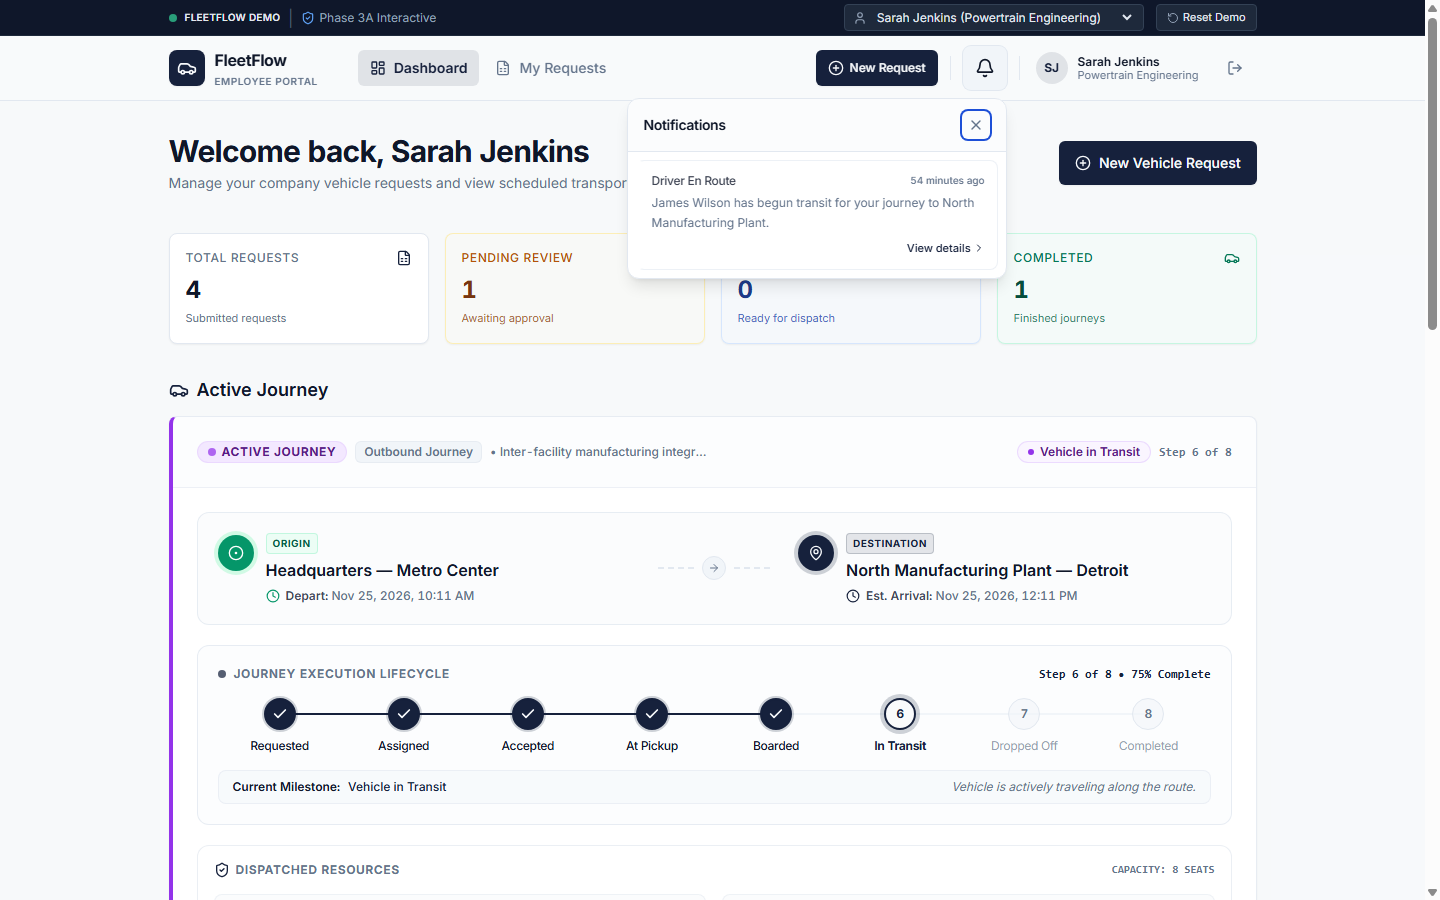 FLEETFLOW DEMO
Phase 3A Interactive
Sarah Jenkins (Powertrain Engineering)
Reset Demo
FleetFlow
EMPLOYEE PORTAL
Dashboard
My Requests
New Request
SJ
Sarah Jenkins
Powertrain Engineering
Notifications
Driver En Route
54 minutes ago
James Wilson has begun transit for your journey to North
Manufacturing Plant.
View details
Welcome back, Sarah Jenkins
Manage your company vehicle requests and view scheduled transpor
New Vehicle Request
TOTAL REQUESTS
4
Submitted requests
PENDING REVIEW
1
Awaiting approval
0
Ready for dispatch
COMPLETED
1
Finished journeys
Active Journey
ACTIVE JOURNEY
Outbound Journey
• Inter-facility manufacturing integr...
Vehicle in Transit
Step 6 of 8
ORIGIN
Headquarters — Metro Center
Depart: Nov 25, 2026, 10:11 AM
DESTINATION
North Manufacturing Plant — Detroit
Est. Arrival: Nov 25, 2026, 12:11 PM
JOURNEY EXECUTION LIFECYCLE
Step 6 of 8 • 75% Complete
6
7
8
Requested
Assigned
Accepted
At Pickup
Boarded
In Transit
Dropped Off
Completed
Current Milestone: Vehicle in Transit
Vehicle is actively traveling along the route.
DISPATCHED RESOURCES
CAPACITY: 8 SEATS